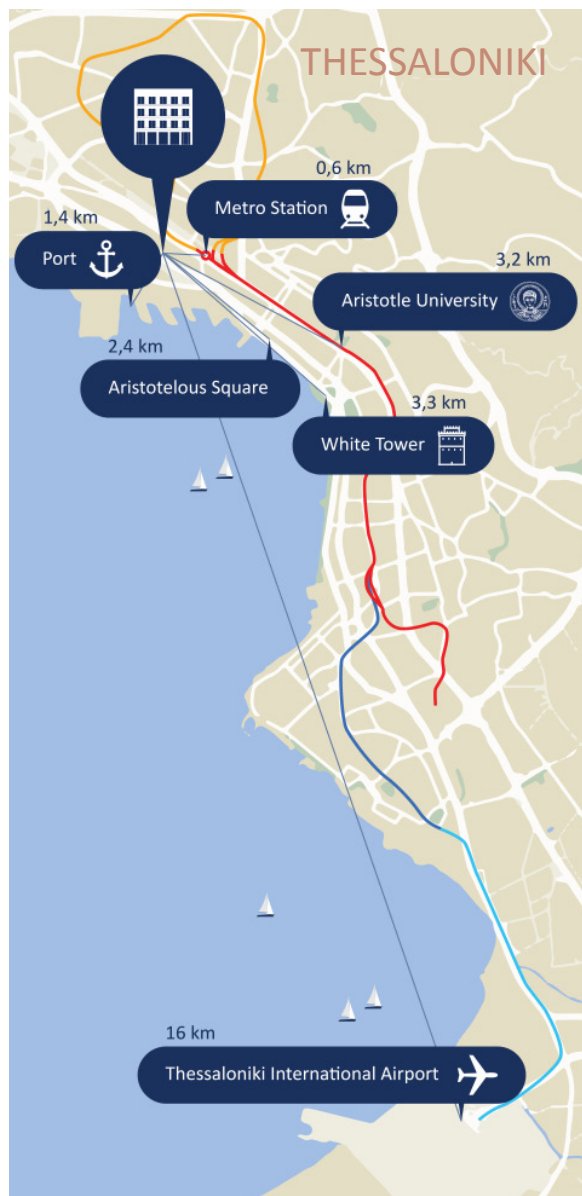 THESSALONIKI
0,6 km
Metro Station
1,4 km
Port
3,2 km
Aristotle University
2,4 km
Aristotelous Square
3,3 km
White Tower
16 km
Thessaloniki International Airport